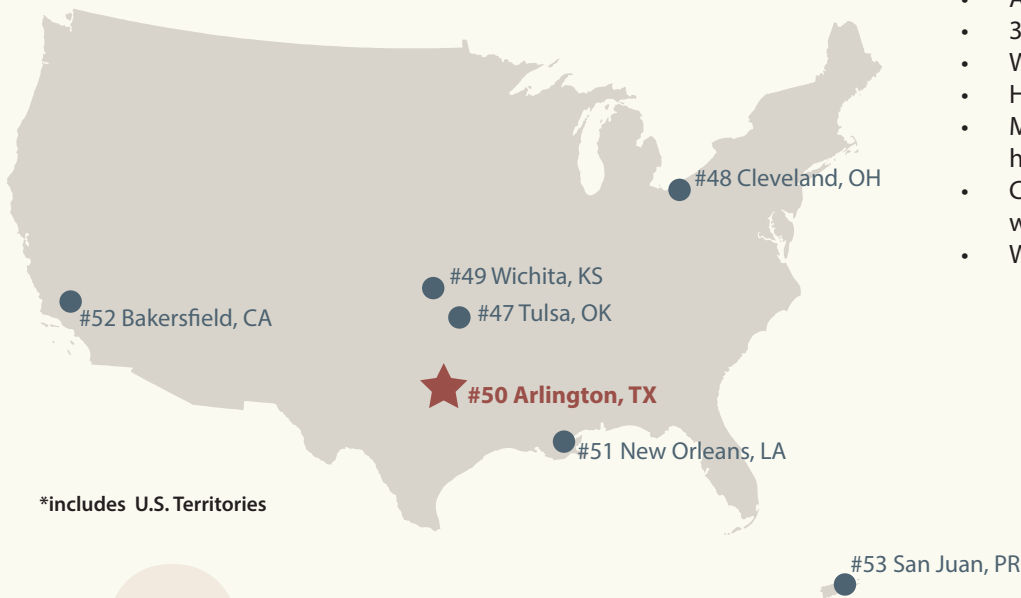 #48 Cleveland, OH
#49 Wichita, KS
#47 Tulsa, OK
#52 Bakersfield, CA
#50 Arlington, TX
#51 New Orleans, LA
*includes U.S. Territories
#53 San Juan, PR